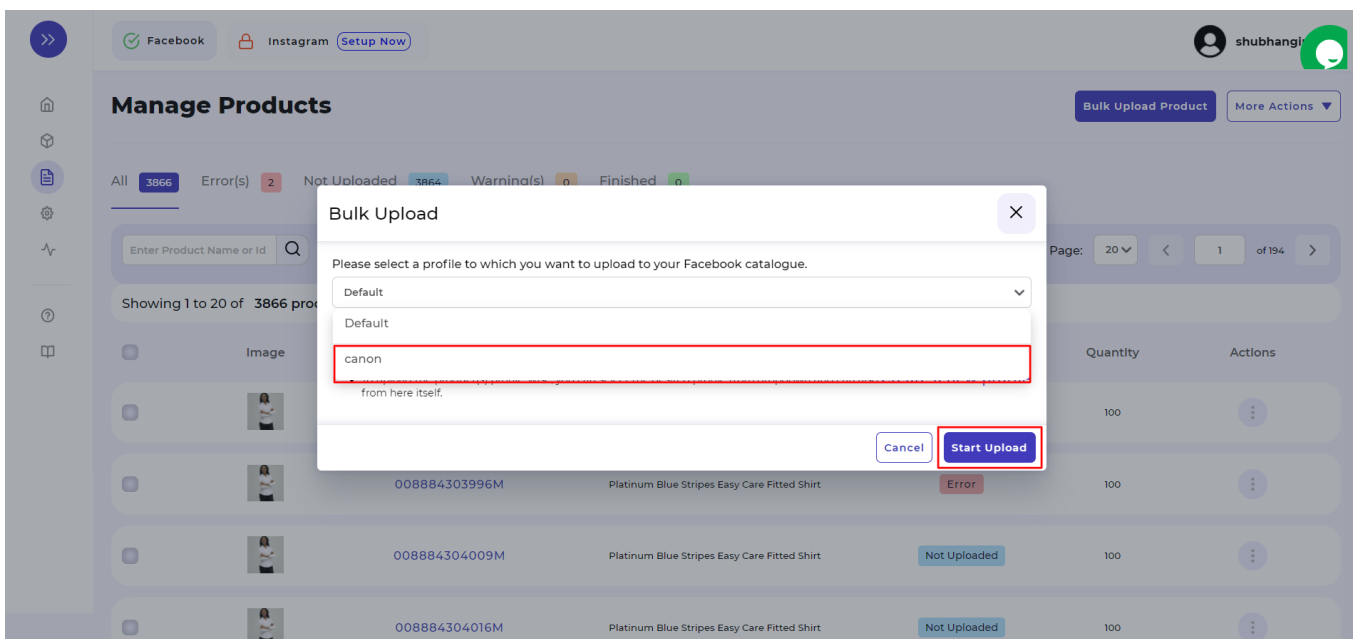 Facebook
Instagram Setup Now
shubhangi
Manage Products
Bulk Upload Product
More Actions
All 3866 Error(s) 2 Not Uploaded 3864 Warning(s) 0 Finished 0
Bulk Upload
Enter Product Name or Id
Page: 20 1 of 194
Please select a profile to which you want to upload to your Facebook catalogue.
Default
Showing 1 to 20 of 3866
Default
canon
Image Quantity Actions
from here itself.
100
Cancel Start Upload
008884303996M Platinum Blue Stripes Easy Care Fitted Shirt Error 100
008884304009M Platinum Blue Stripes Easy Care Fitted Shirt Not Uploaded 100
008884304016M Platinum Blue Stripes Easy Care Fitted Shirt Not Uploaded 100